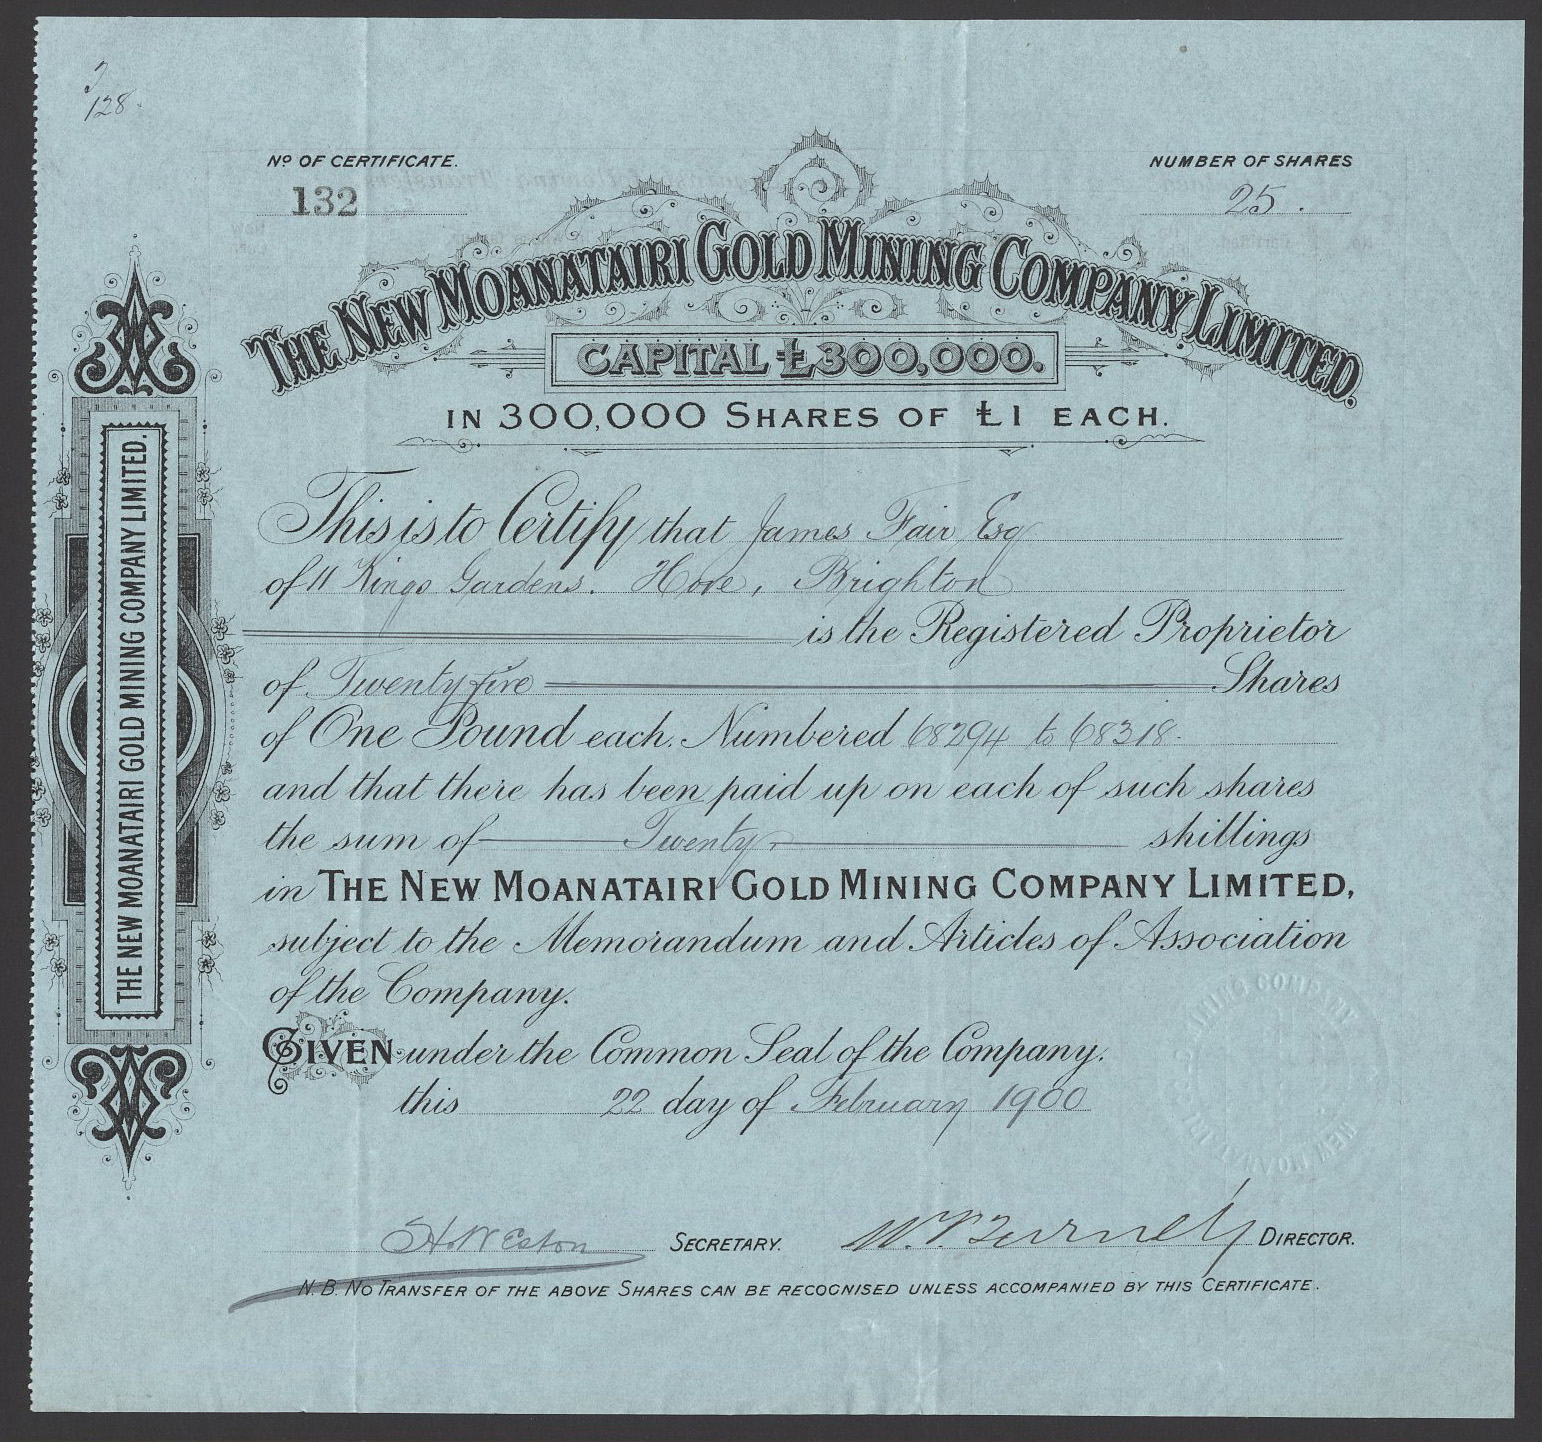 128
Nº OF CERTIFICATE.
132
NUMBER OF SHARES
25.
THE NEW MOANATAIRI GOLD MINING COMPANY LIMITED.
CAPITAL £300,000.
IN 300,000 SHARES OF £1 EACH.
THE NEW MOANATAIRI GOLD MINING COMPANY LIMITED.
This is to Certify that James Fair Esq
of 11 Kings Gardens. Hove, Brighton
is the Registered Proprietor
of Twenty five Shares
of One Pound each. Numbered 68294 to 68318.
and that there has been paid up on each of such shares
the sum of Twenty shillings
in THE NEW MOANATAIRI GOLD MINING COMPANY LIMITED,
subject to the Memorandum and Articles of Association
of the Company.
GIVEN under the Common Seal of the Company.
this 22 day of February 1900
NEW MOANATAIRI MINING COMPANY
H. Weston SECRETARY. DIRECTOR.
N.B. NO TRANSFER OF THE ABOVE SHARES CAN BE RECOGNISED UNLESS ACCOMPANIED BY THIS CERTIFICATE.